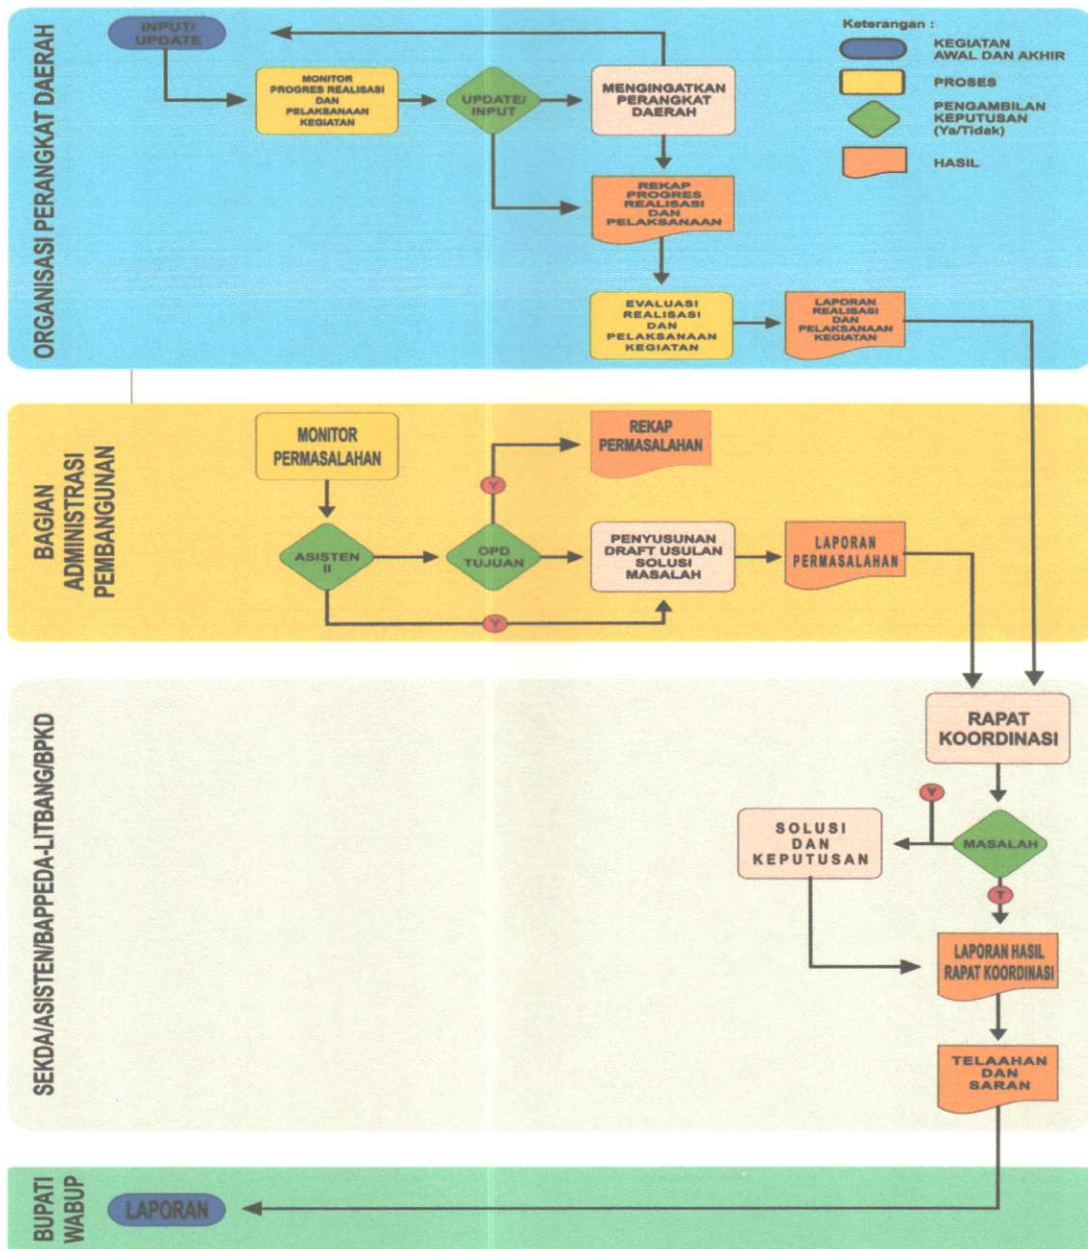 ORGANISASI PERANGKAT DAERAH
INPUT/
UPDATE
MONITOR
PROGRES REALISASI
DAN
PELAKSANAAN
KEGIATAN
UPDATE/
INPUT
MENGINGATKAN
PERANGKAT
DAERAH
REKAP
PROGRES
REALISASI
DAN
PELAKSANAAN
EVALUASI
REALISASI
DAN
PELAKSANAAN
KEGIATAN
LAPORAN
REALISASI
DAN
PELAKSANAAN
KEGIATAN
Keterangan :
KEGIATAN
AWAL DAN AKHIR
PROSES
PENGAMBILAN
KEPUTUSAN
(Ya/Tidak)
HASIL
BAGIAN
ADMINISTRASI
PEMBANGUNAN
MONITOR
PERMASALAHAN
ASISTEN
II
OPD
TUJUAN
Y
REKAP
PERMASALAHAN
PENYUSUNAN
DRAFT USULAN
SOLUSI
MASALAH
Y
LAPORAN
PERMASALAHAN
SEKDA/ASISTEN/BAPPEDA-LITBANG/BPKD
RAPAT
KOORDINASI
Y
MASALAH
SOLUSI
DAN
KEPUTUSAN
T
LAPORAN HASIL
RAPAT KOORDINASI
TELAAHAN
DAN
SARAN
BUPATI
WABUP
LAPORAN